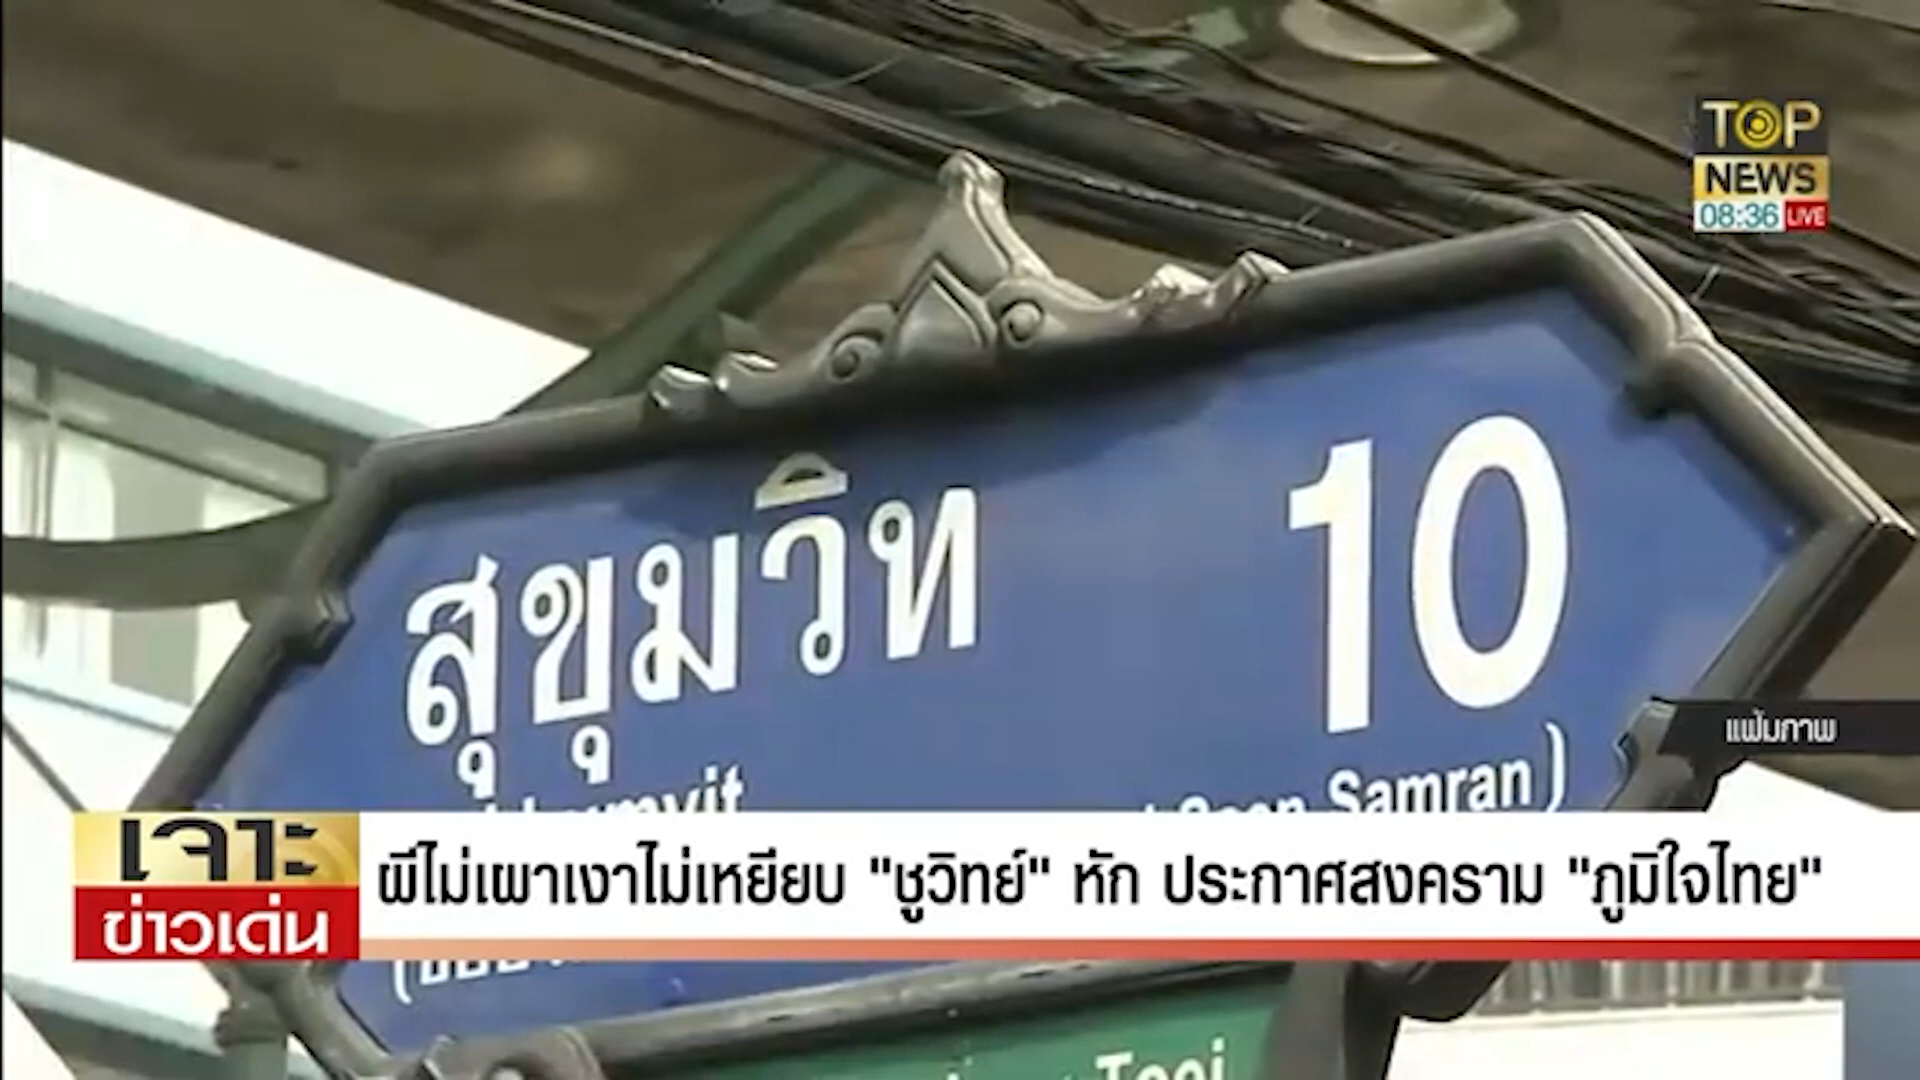 TOP
NEWS
08:36 LIVE
สุขุมวิท 10
Samran)
แฟ้มภาพ
เจาะ
ข่าวเด่น
ผีไม่เผาเงาไม่เหยียบ "ชูวิทย์" หัก ประกาศสงคราม "ภูมิใจไทย"